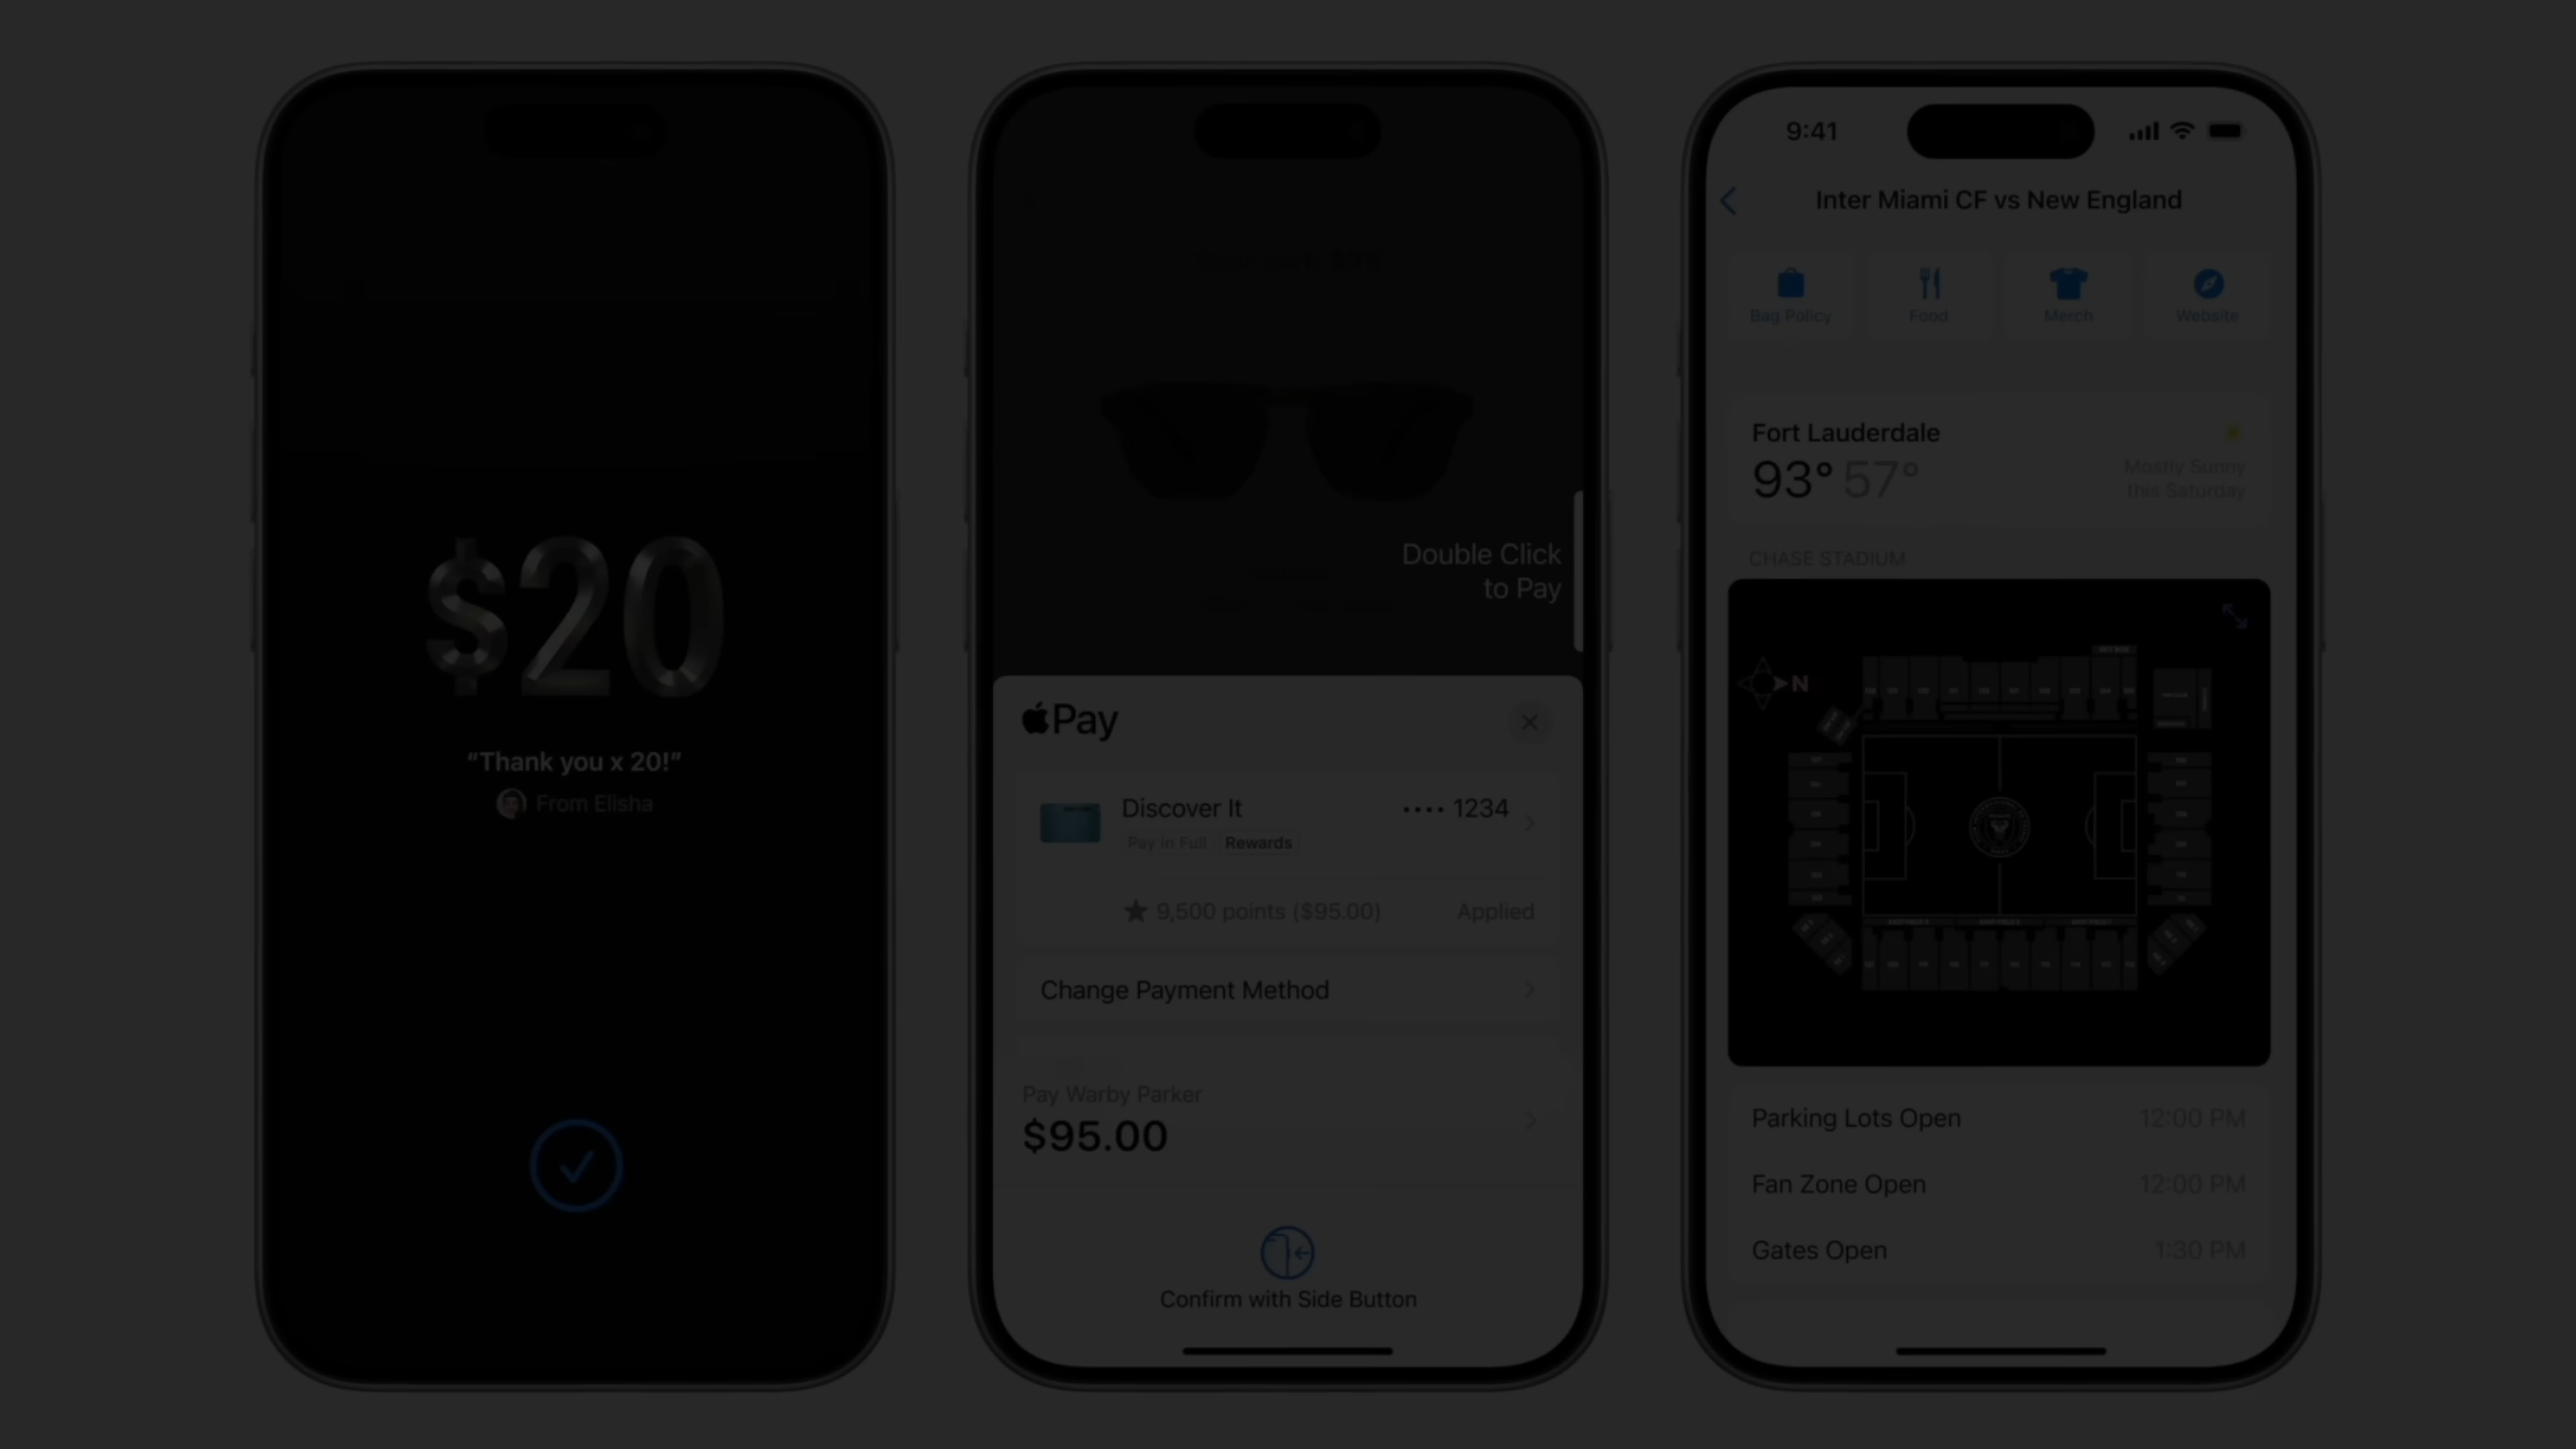 $20
“Thank you x 20!”
From Elisha
Double Click
to Pay
Pay
Discover It
•••• 1234
Pay in Full
Rewards
9,500 points ($95.00)
Applied
Change Payment Method
Pay Warby Parker
$95.00
Confirm with Side Button
9:41
Inter Miami CF vs New England
Bag Policy
Food
Merch
Website
Fort Lauderdale
93° 57°
Mostly Sunny
this Saturday
CHASE STADIUM
N
Parking Lots Open
12:00 PM
Fan Zone Open
12:00 PM
Gates Open
1:30 PM